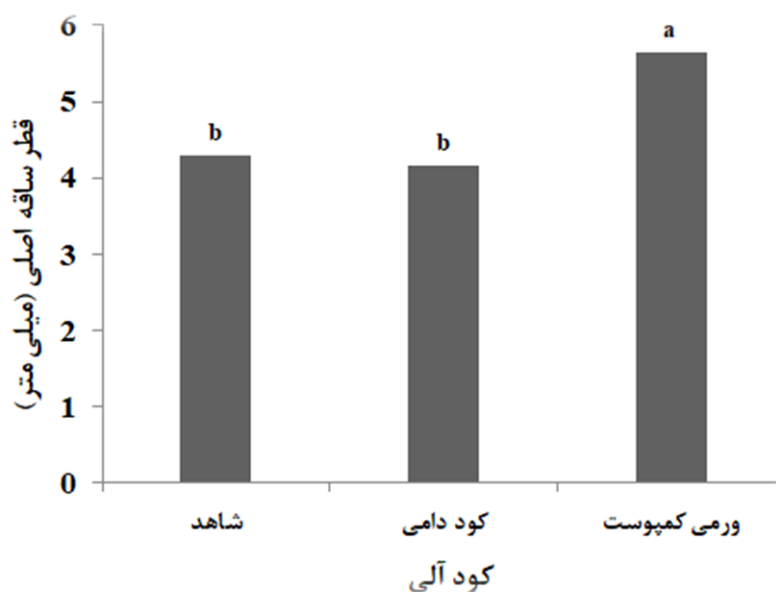 قطر ساقه اصلی (میلی متر)
6
5
4
3
2
1
0
b
b
a
شاهد
کود دامی
ورمی کمپوست
کود آلی